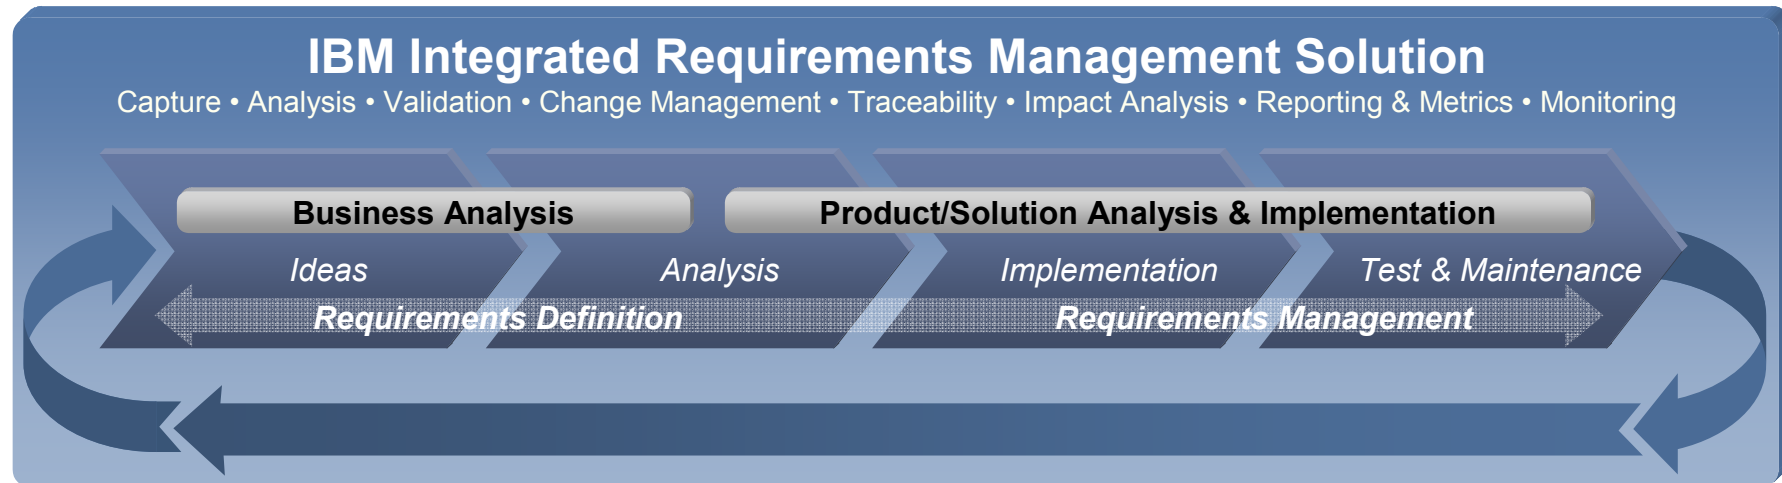 IBM Integrated Requirements Management Solution
Capture • Analysis • Validation • Change Management • Traceability • Impact Analysis • Reporting & Metrics • Monitoring
Business Analysis
Product/Solution Analysis & Implementation
Ideas
Analysis
Implementation
Test & Maintenance
Requirements Definition
Requirements Management